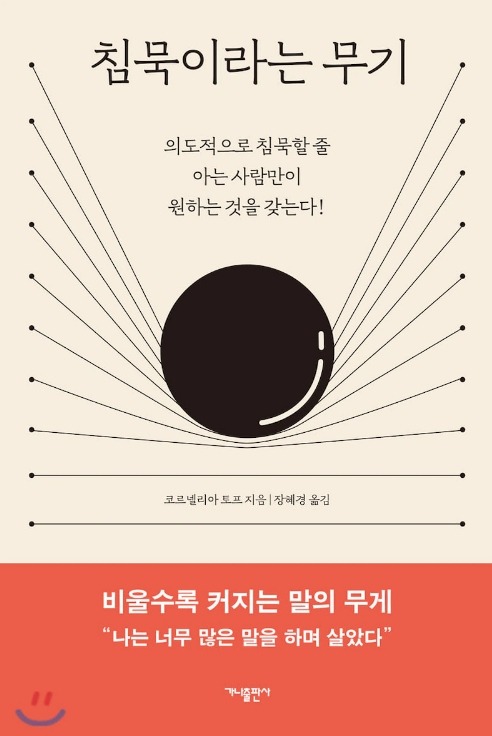 침묵이라는 무기
의도적으로 침묵할 줄
아는 사람만이
원하는 것을 갖는다!
코르넬리아 토프 지음 | 장혜경 옮김
비울수록 커지는 말의 무게
“나는 너무 많은 말을 하며 살았다”
가나출판사